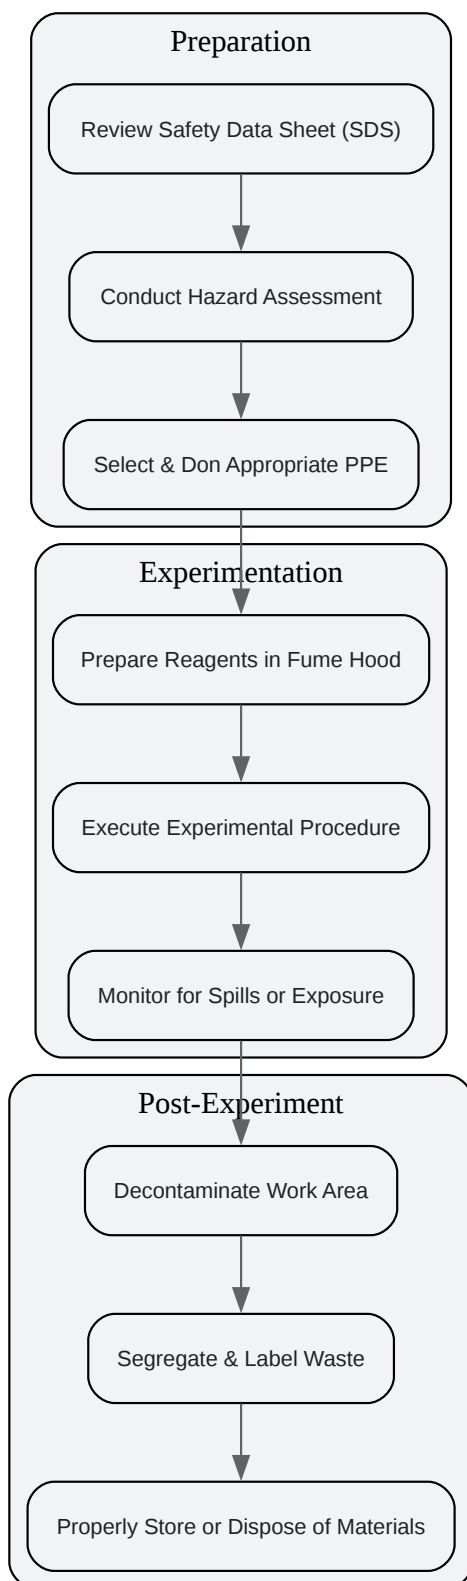 Preparation
Review Safety Data Sheet (SDS)
Conduct Hazard Assessment
Select & Don Appropriate PPE
Experimentation
Prepare Reagents in Fume Hood
Execute Experimental Procedure
Monitor for Spills or Exposure
Post-Experiment
Decontaminate Work Area
Segregate & Label Waste
Properly Store or Dispose of Materials